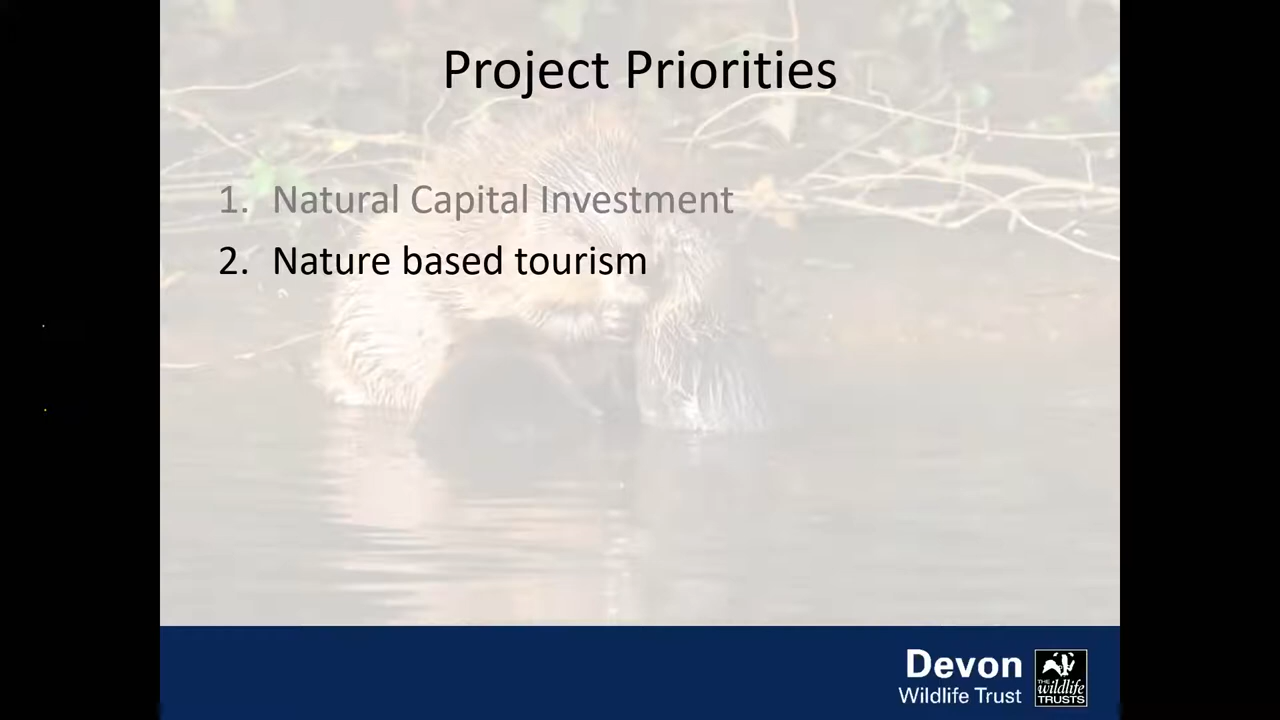 Project Priorities
1. Natural Capital Investment
2. Nature based tourism
Devon
Wildlife Trust
THE
wildlife
TRUSTS